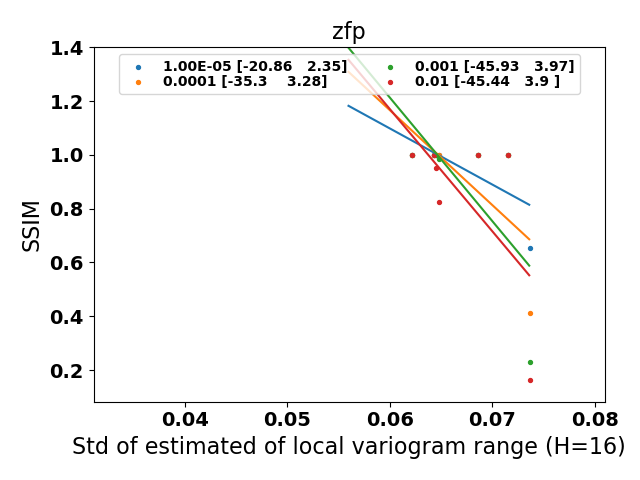 zfp
1.00E-05 [-20.86 2.35]
0.0001 [-35.3 3.28]
0.001 [-45.93 3.97]
0.01 [-45.44 3.9 ]
1.4
1.2
1.0
0.8
0.6
0.4
0.2
SSIM
0.04 0.05 0.06 0.07 0.08
Std of estimated of local variogram range (H=16)